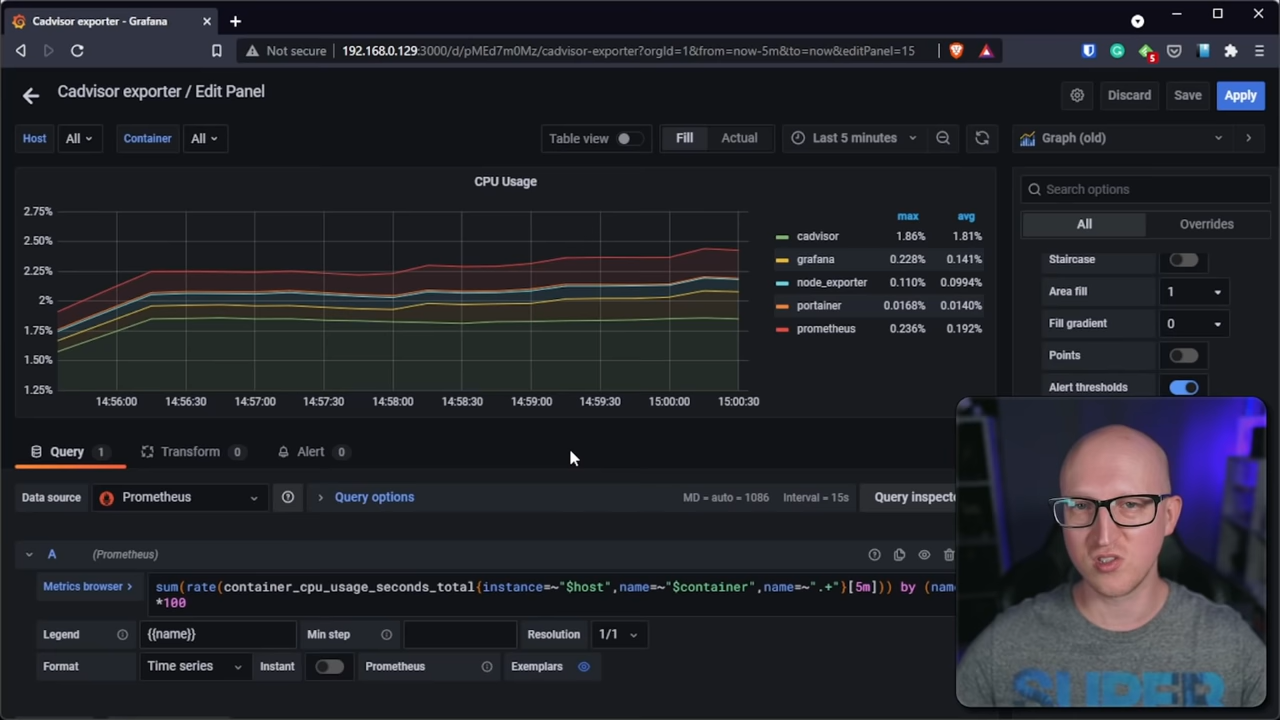 Cadvisor exporter - Grafana
Not secure 192.168.0.129:3000/d/pMEd7m0Mz/cadvisor-exporter?orgId=1&from=now-5m&to=now&editPanel=15
5
Cadvisor exporter / Edit Panel
Discard Save Apply
Host All Container All Table view Fill Actual Last 5 minutes Graph (old)
CPU Usage
Search options
All Overrides
2.75%
2.50%
2.25%
2%
1.75%
1.50%
1.25%
14:56:00 14:56:30 14:57:00 14:57:30 14:58:00 14:58:30 14:59:00 14:59:30 15:00:00 15:00:30
max avg
cadvisor 1.86% 1.81%
grafana 0.228% 0.141%
node_exporter 0.110% 0.0994%
portainer 0.0168% 0.0140%
prometheus 0.236% 0.192%
Staircase
Area fill 1
Fill gradient 0
Points
Alert thresholds
Query 1 Transform 0 Alert 0
Data source Prometheus Query options MD = auto = 1086 Interval = 15s Query inspecto
A (Prometheus)
Metrics browser > sum(rate(container_cpu_usage_seconds_total{instance=~"$host",name=~"$container",name=~".+"}[5m])) by (name
*100
Legend {{name}} Min step Resolution 1/1
Format Time series Instant Prometheus Exemplars
SUPER